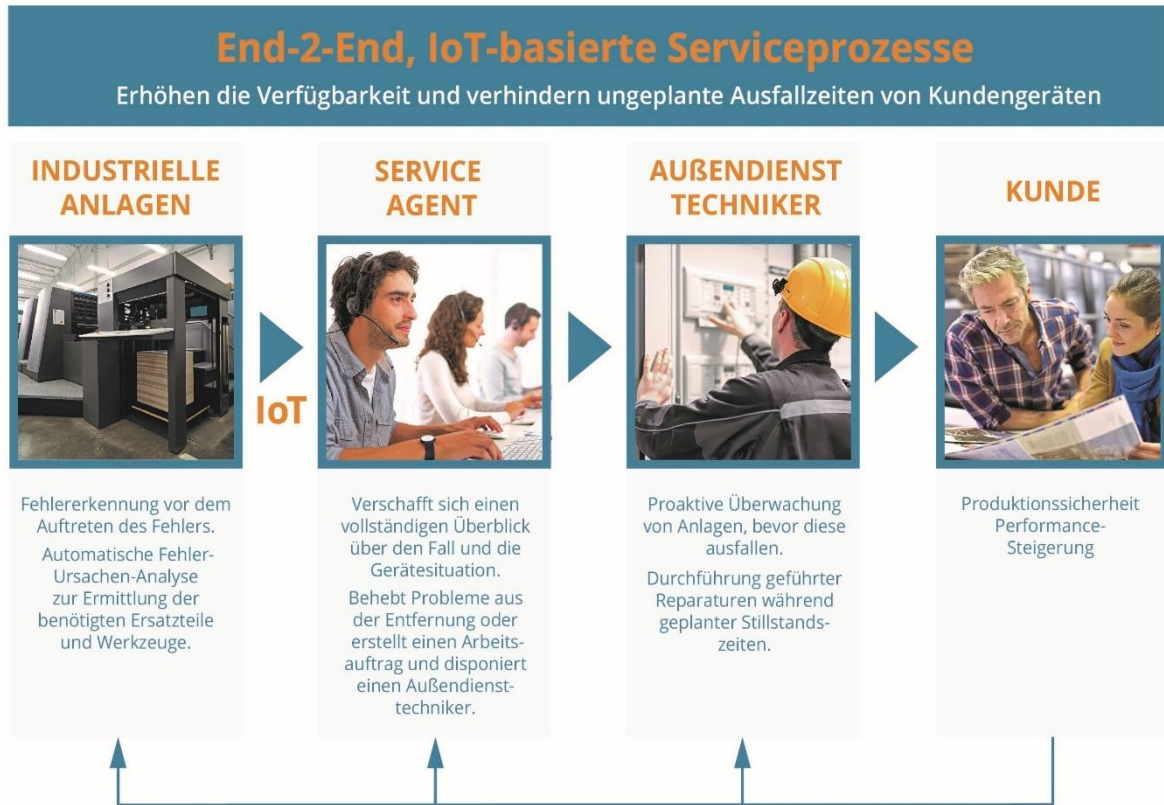 End-2-End, IoT-basierte Serviceprozesse
Erhöhen die Verfügbarkeit und verhindern ungeplante Ausfallzeiten von Kundengeräten
INDUSTRIELLE
ANLAGEN
IoT
Fehlererkennung vor dem
Auftreten des Fehlers.
Automatische Fehler-
Ursachen-Analyse
zur Ermittlung der
benötigten Ersatzteile
und Werkzeuge.
SERVICE
AGENT
Verschafft sich einen
vollständigen Überblick
über den Fall und die
Gerätesituation.
Behebt Probleme aus
der Entfernung oder
erstellt einen Arbeits-
auftrag und disponiert
einen Außendienst-
techniker.
AUßENDIENST
TECHNIKER
Proaktive Überwachung
von Anlagen, bevor diese
ausfallen.
Durchführung geführter
Reparaturen während
geplanter Stillstands-
zeiten.
KUNDE
Produktionssicherheit
Performance-
Steigerung